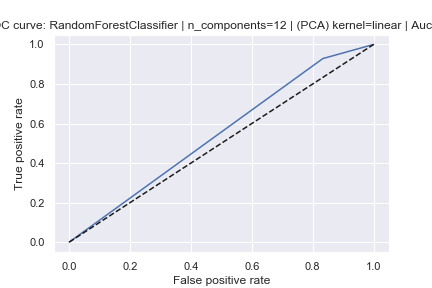 C curve: RandomForestClassifier | n_components=12 | (PCA) kernel=linear | Auc
1.0
0.8
0.6
0.4
0.2
0.0
True positive rate
0.0 0.2 0.4 0.6 0.8 1.0
False positive rate